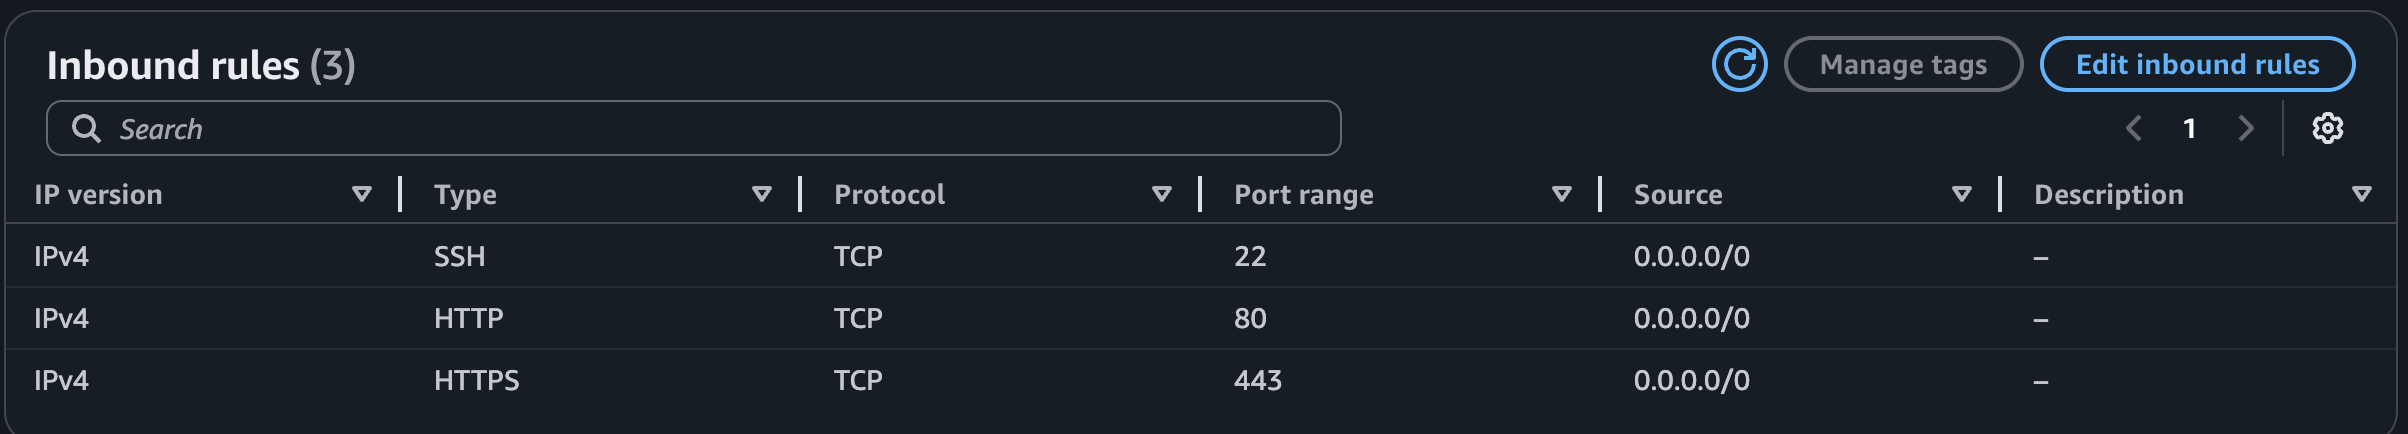 Inbound rules (3)
Manage tags
Edit inbound rules
Search
1
IP version Type Protocol Port range Source Description
IPv4 SSH TCP 22 0.0.0.0/0 –
IPv4 HTTP TCP 80 0.0.0.0/0 –
IPv4 HTTPS TCP 443 0.0.0.0/0 –